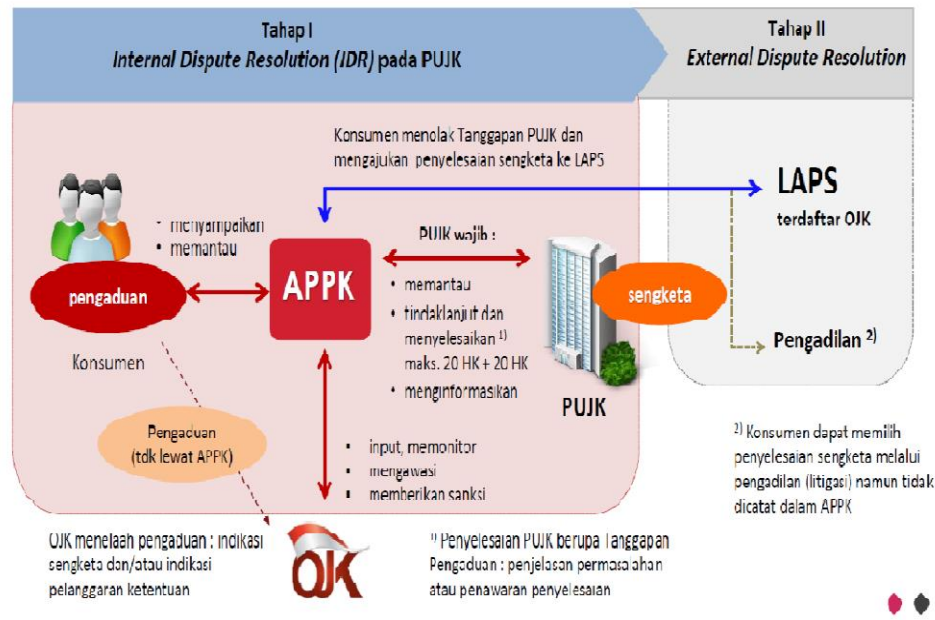 Tahap I
Internal Dispute Resolution (IDR) pada PUJK
Tahap II
External Dispute Resolution
Konsumen menolak Tanggapan PUJK dan
mengajukan penyelesaian sengketa ke LAPS
LAPS
terdaftar OJK
• menyampaikan
• memantau
pengaduan
Konsumen
APPK
PUJK wajib :
• memantau
• tindaklanjut dan
menyelesaikan 1)
maks. 20 HK + 20 HK
• menginformasikan
PUJK
sengketa
Pengadilan 2)
Pengaduan
(tdk lewat APPK)
• input, memonitor
• mengawasi
• memberikan sanksi
2) Konsumen dapat memilih
penyelesaian sengketa melalui
pengadilan (litigasi) namun tidak
dicatat dalam APPK
OJK menelaah pengaduan : indikasi
sengketa dan/atau indikasi
pelanggaran ketentuan
OJK
1) Penyelesaian PUJK berupa Tanggapan
Pengaduan : penjelasan permasalahan
atau penawaran penyelesaian